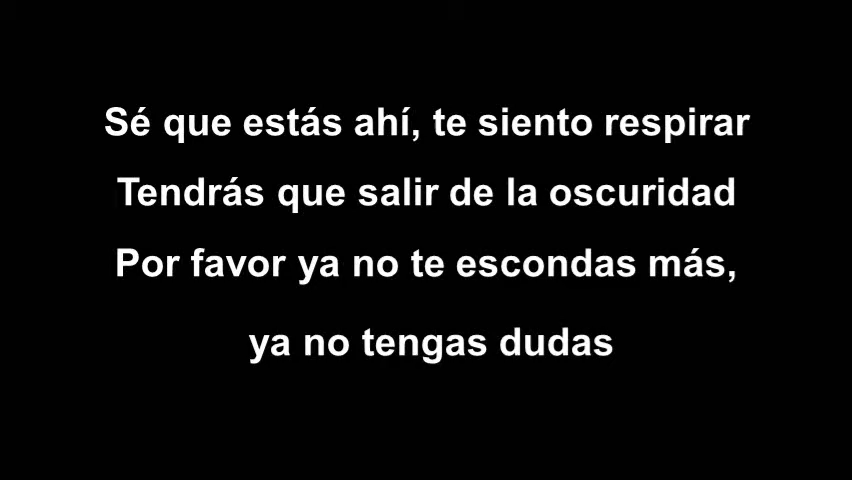 Sé que estás ahí, te siento respirar
Tendrás que salir de la oscuridad
Por favor ya no te escondas más,
ya no tengas dudas